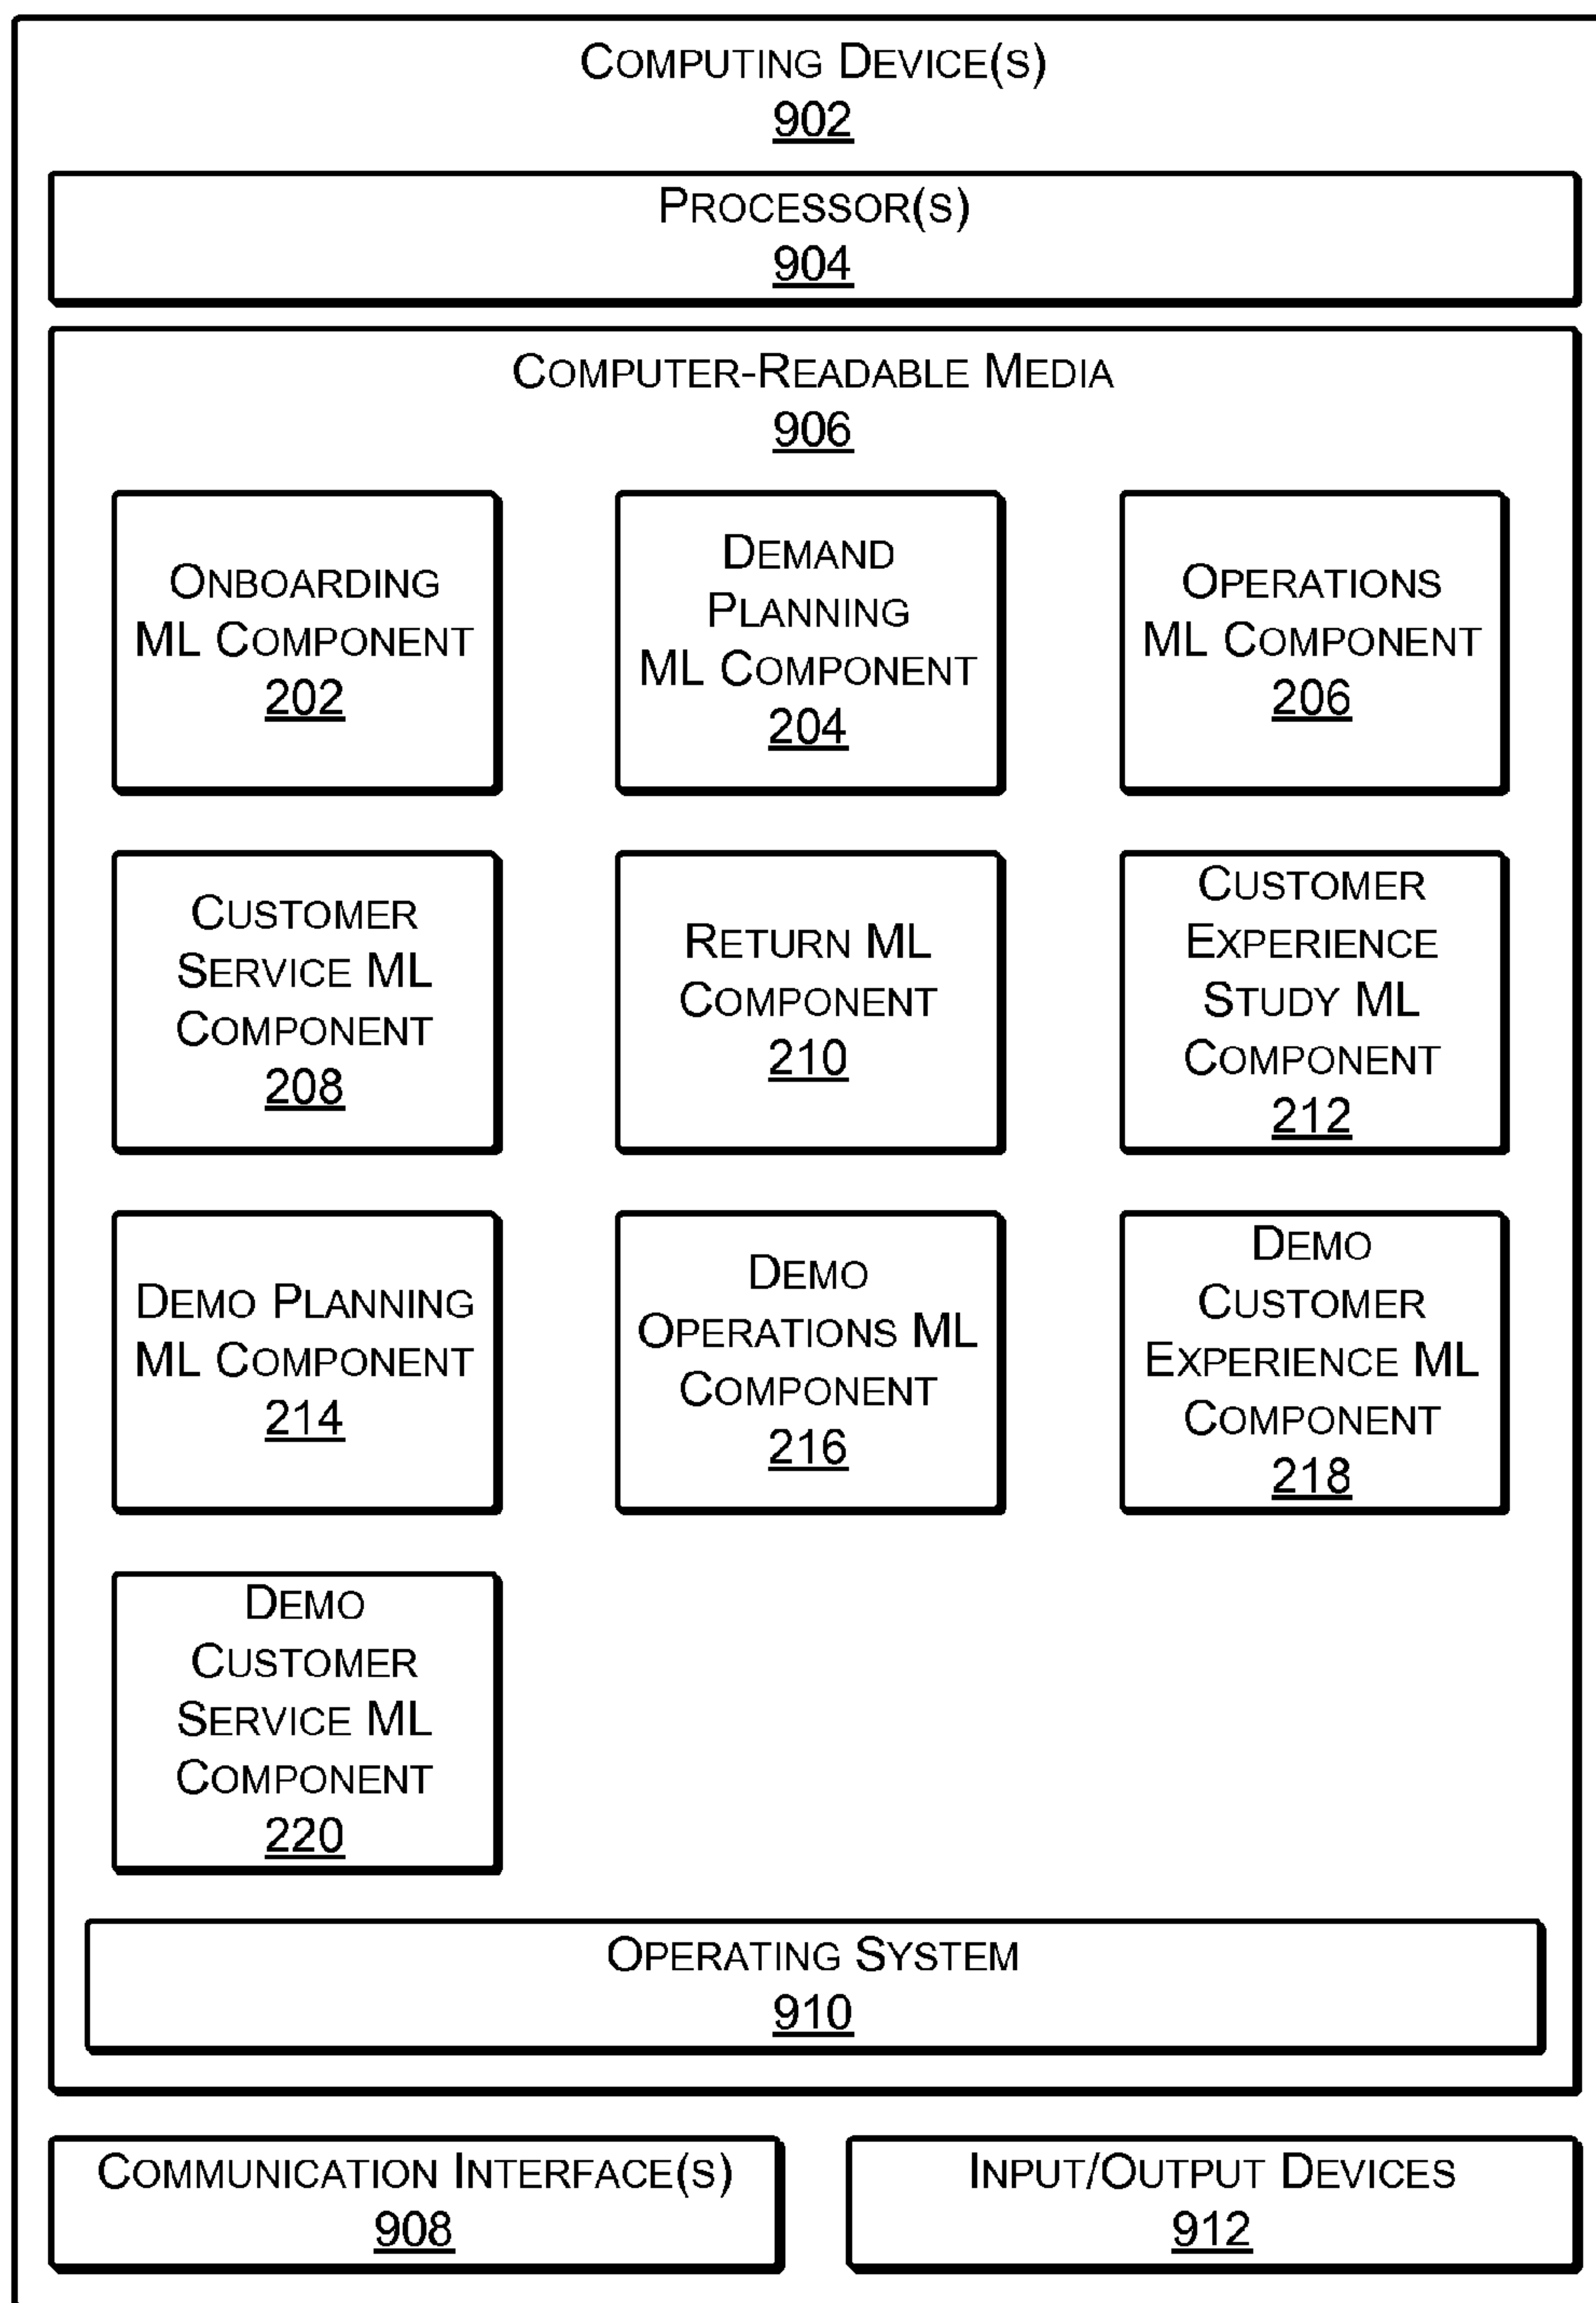 COMPUTING DEVICE(S)
902
PROCESSOR(S)
904
COMPUTER-READABLE MEDIA
906
ONBOARDING
ML COMPONENT
202
DEMAND
PLANNING
ML COMPONENT
204
OPERATIONS
ML COMPONENT
206
CUSTOMER
SERVICE ML
COMPONENT
208
RETURN ML
COMPONENT
210
CUSTOMER
EXPERIENCE
STUDY ML
COMPONENT
212
DEMO PLANNING
ML COMPONENT
214
DEMO
OPERATIONS ML
COMPONENT
216
DEMO
CUSTOMER
EXPERIENCE ML
COMPONENT
218
DEMO
CUSTOMER
SERVICE ML
COMPONENT
220
OPERATING SYSTEM
910
COMMUNICATION INTERFACE(S)
908
INPUT/OUTPUT DEVICES
912